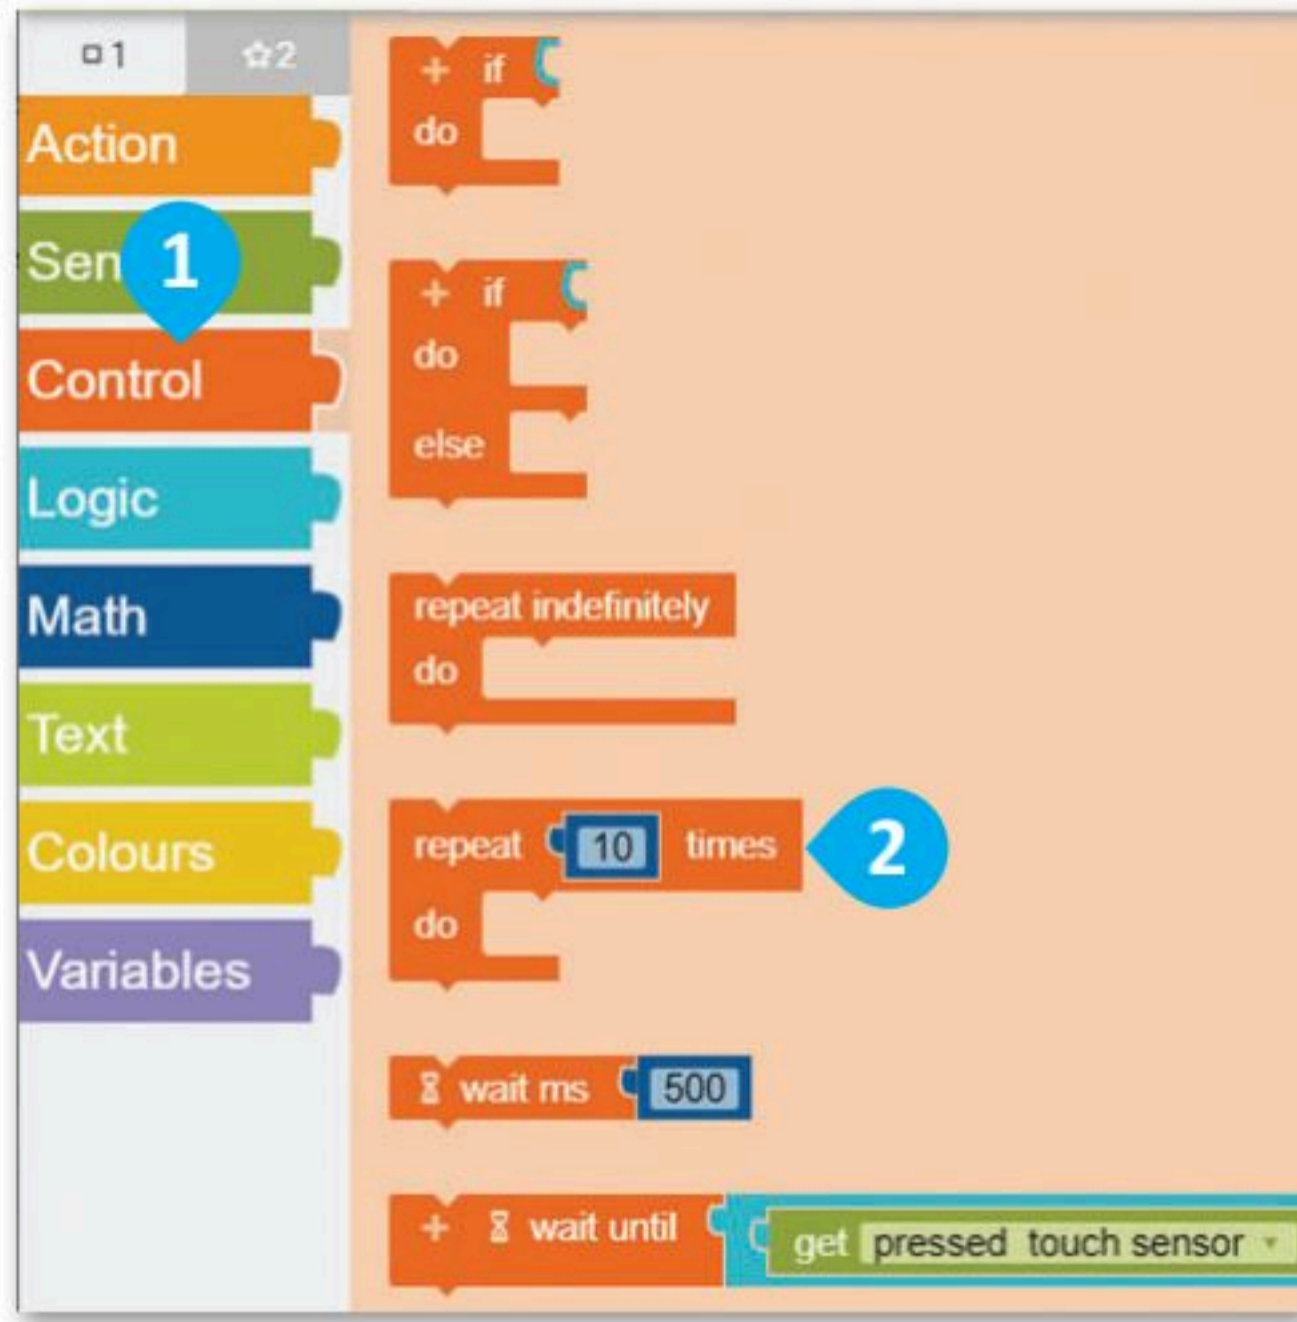 1
2
Action
Sen
1
Control
Logic
Math
Text
Colours
Variables
+ if
do
+ if
do
else
repeat indefinitely
do
repeat 10 times
2
do
wait ms 500
+ wait until get pressed touch sensor